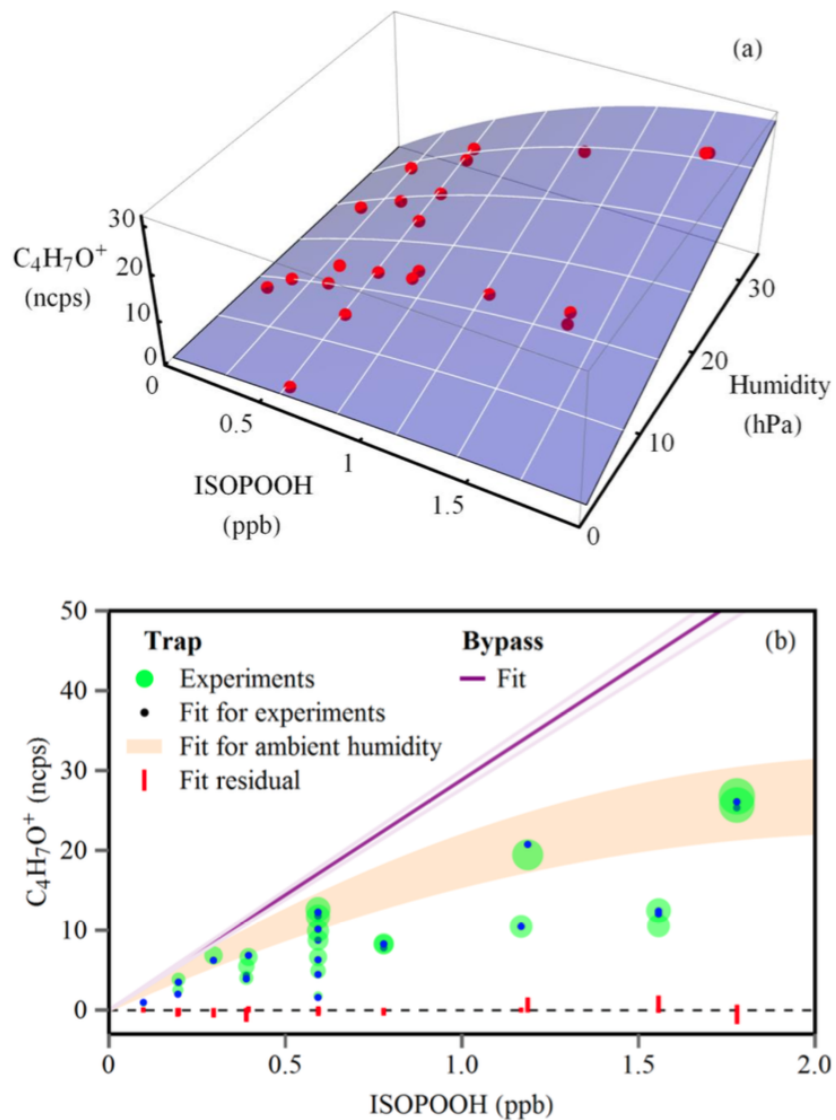 (a)
30
C₄H₇O⁺
20
(ncps)
10
0
0
0.5
1
1.5
ISOPOOH
(ppb)
30
20
10
0
Humidity
(hPa)
50
40
30
20
10
0
C₄H₇O⁺ (ncps)
Trap
Experiments
Fit for experiments
Fit for ambient humidity
Fit residual
Bypass
Fit
(b)
0
0.5
1.0
1.5
2.0
ISOPOOH (ppb)